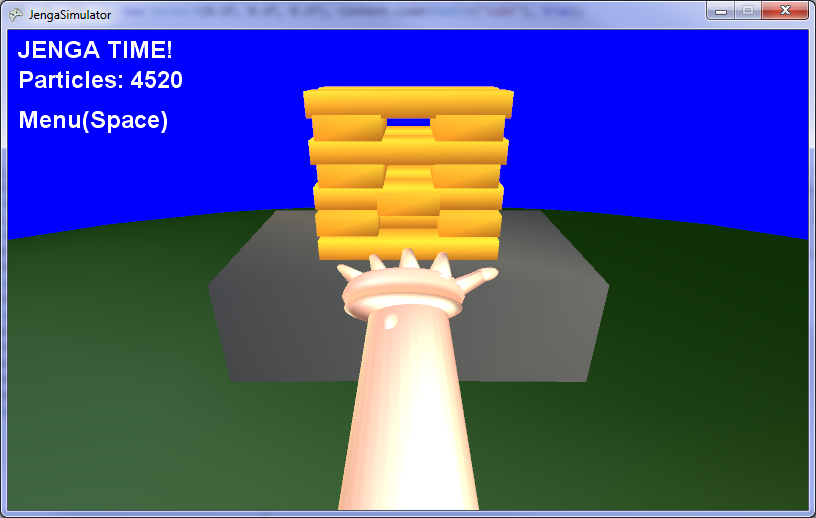 JengaSimulator
JENGA TIME!
Particles: 4520
Menu(Space)